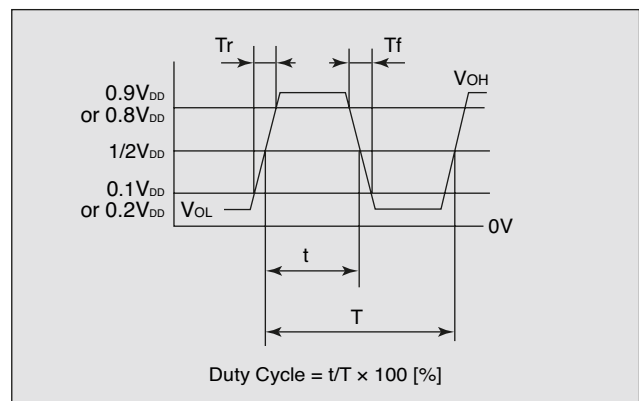 Tr
Tf
VOH
0.9VDD
or 0.8VDD
1/2VDD
0.1VDD
or 0.2VDD
VOL
0V
t
T
Duty Cycle = t/T × 100 [%]